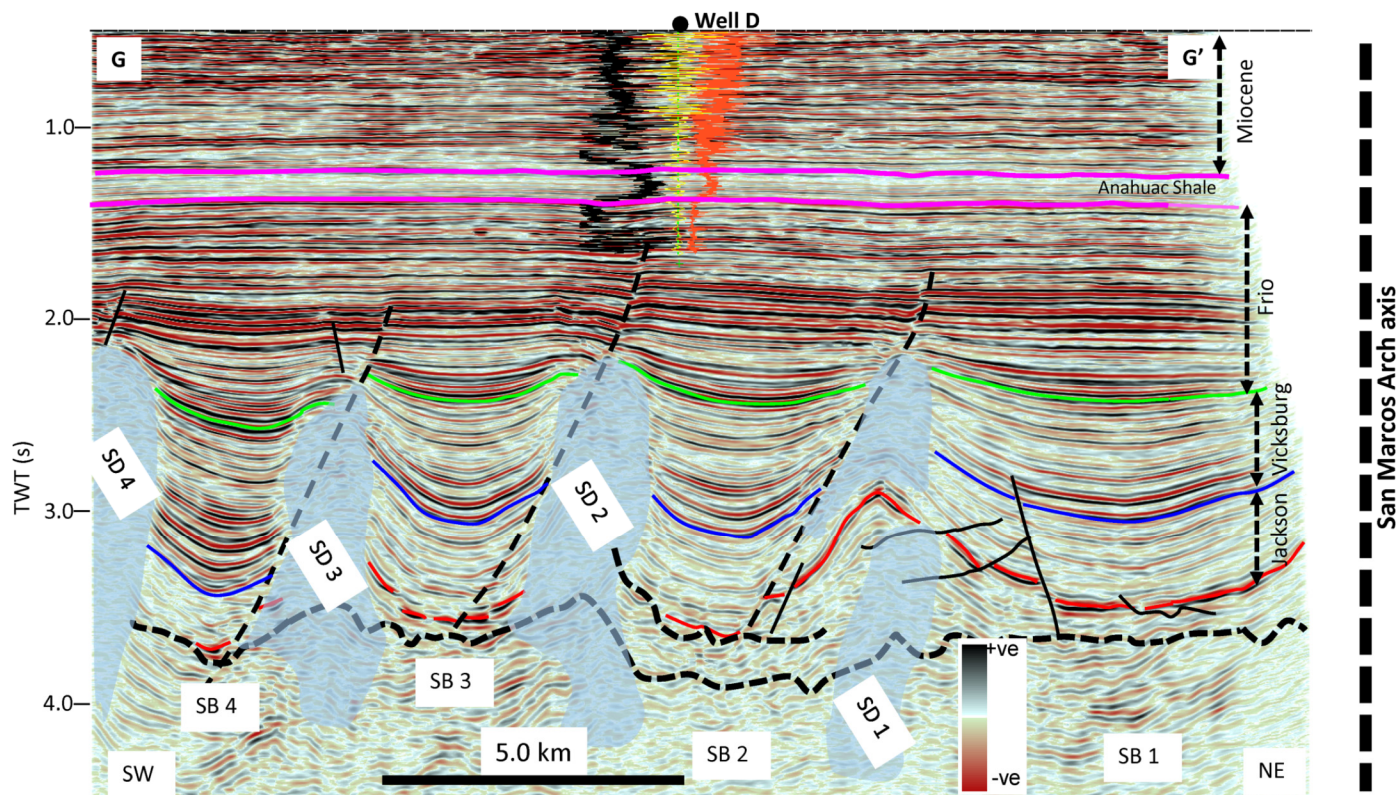 Well D
G
G’
Miocene
1.0
Anahuac Shale
Frio
2.0
San Marcos Arch axis
Vicksburg
SD 4
SD 2
TWT (s)
3.0
SD 3
Jackson
+ve
SB 3
SB 4
4.0
SD 1
5.0 km
SB 2
SB 1
SW
NE
-ve